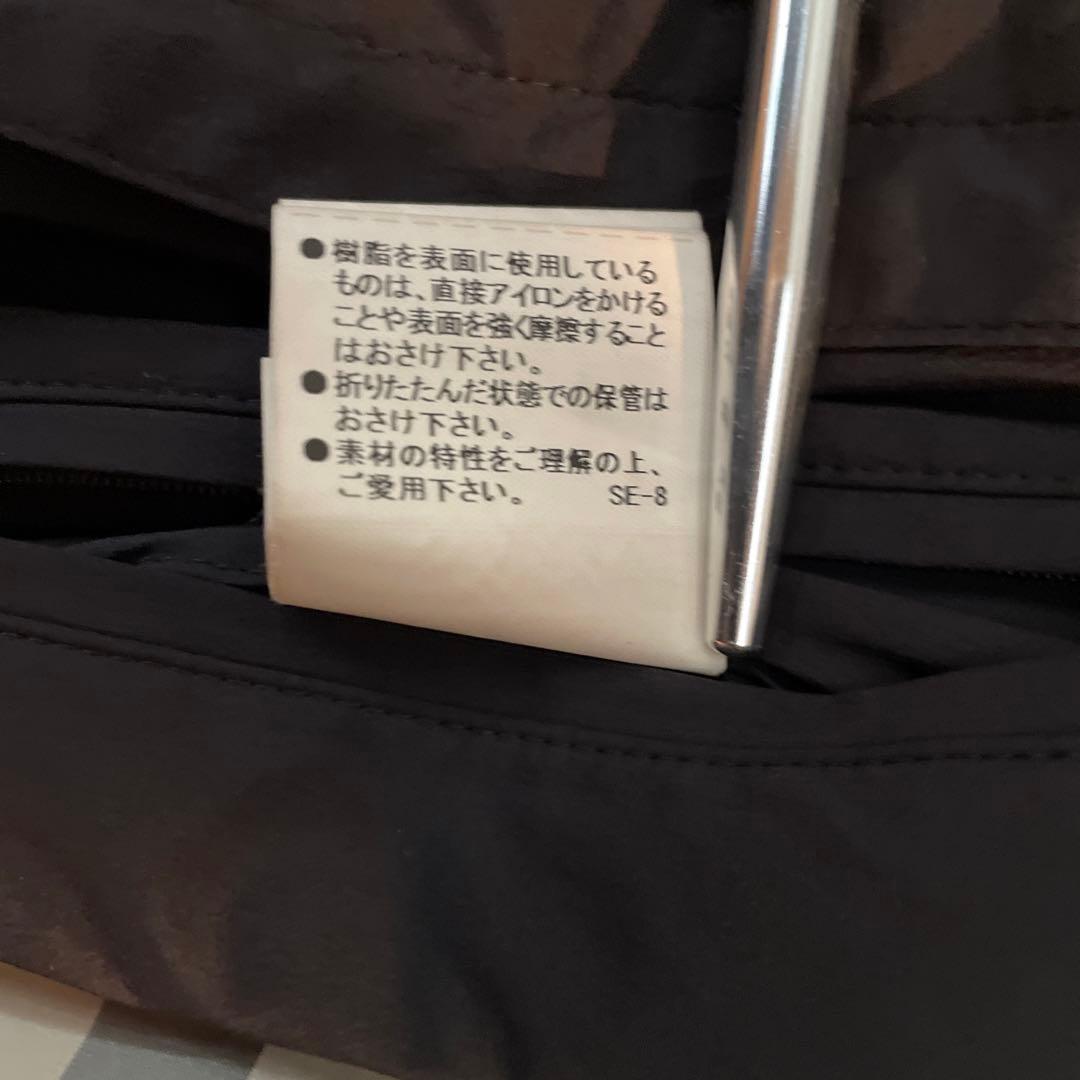 ●樹脂を表面に使用している
ものは、直接アイロンをかける
ことや表面を強く摩擦すること
はおさけ下さい。
●折りたたんだ状態での保管は
おさけ下さい。
●素材の特性をご理解の上、
ご愛用下さい。 SE-8